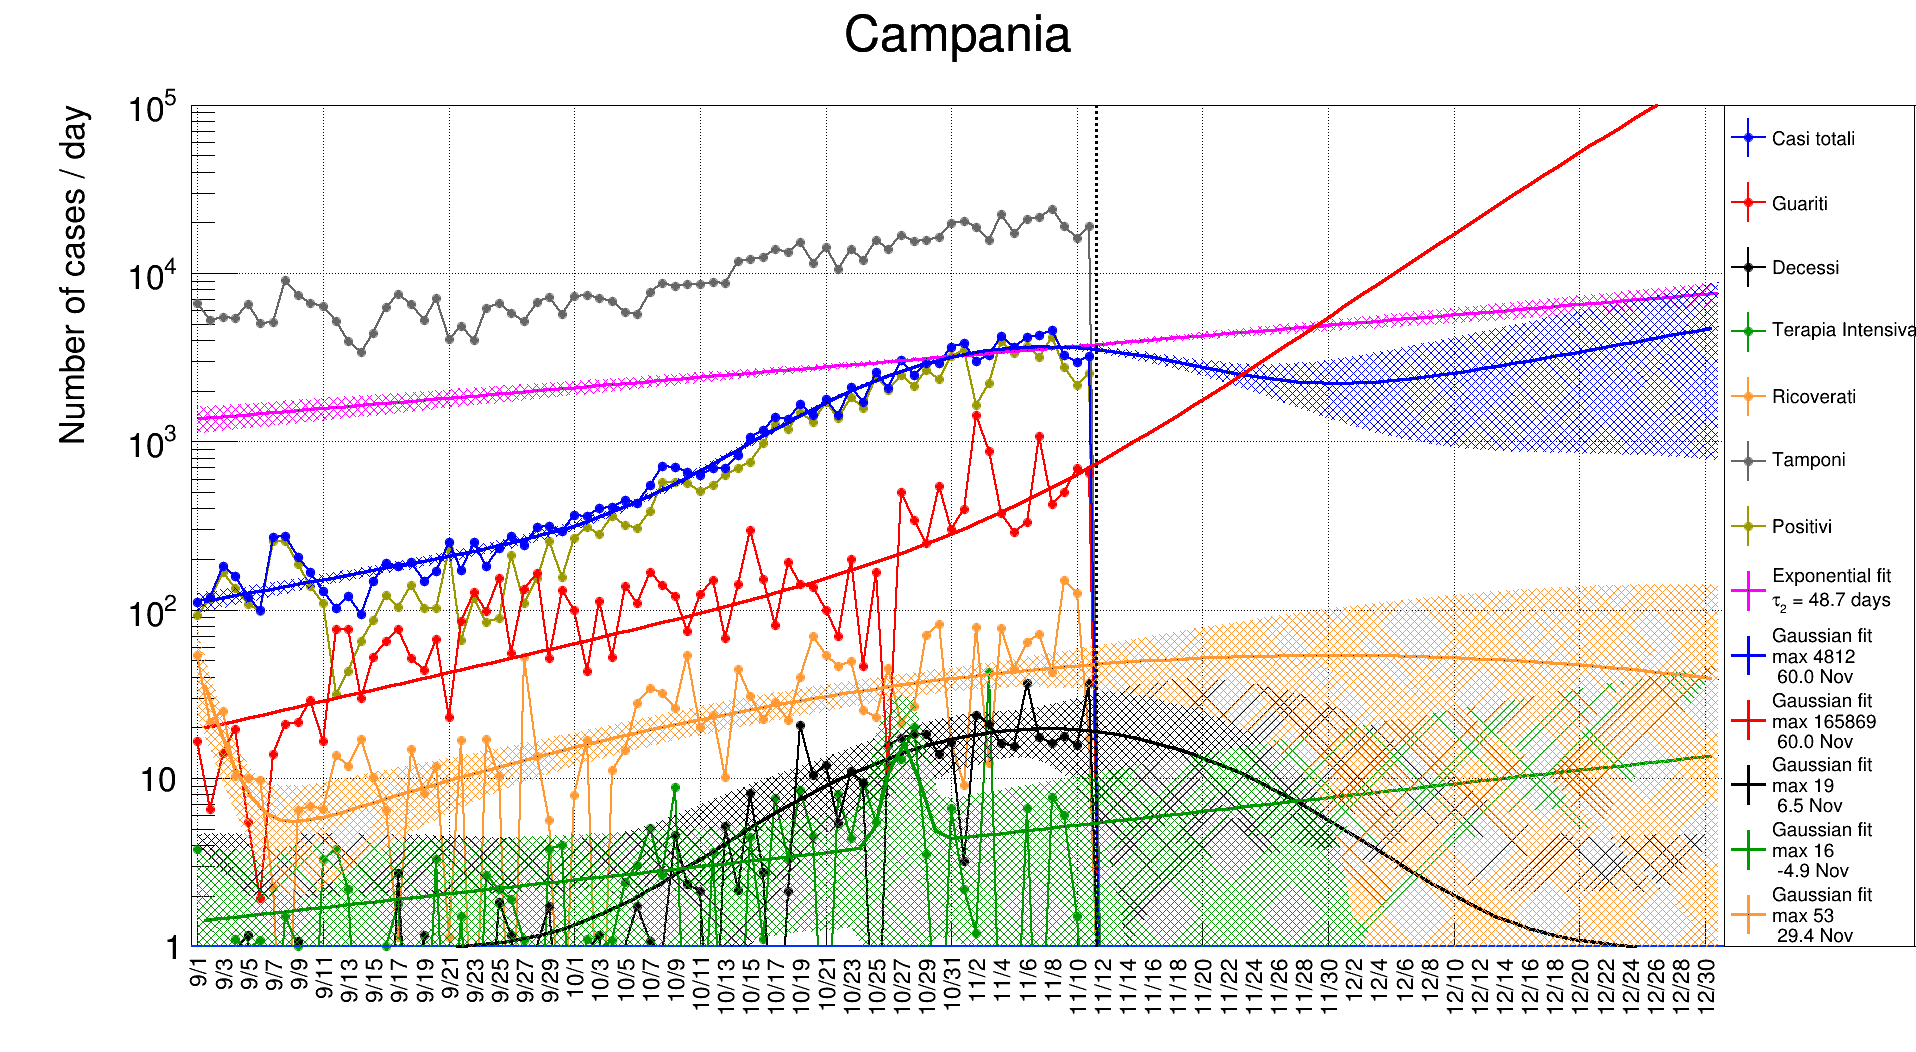 Campania
Number of cases / day
10^5
10^4
10^3
10^2
10
1
9/1
9/3
9/5
9/7
9/9
9/11
9/13
9/15
9/17
9/19
9/21
9/23
9/25
9/27
9/29
10/1
10/3
10/5
10/7
10/9
10/11
10/13
10/15
10/17
10/19
10/21
10/23
10/25
10/27
10/29
10/31
11/2
11/4
11/6
11/8
11/10
11/12
11/14
11/16
11/18
11/20
11/22
11/24
11/26
11/28
11/30
12/2
12/4
12/6
12/8
12/10
12/12
12/14
12/16
12/18
12/20
12/22
12/24
12/26
12/28
12/30
Casi totali
Guariti
Decessi
Terapia Intensiva
Ricoverati
Tamponi
Positivi
Exponential fit
τ₂ = 48.7 days
Gaussian fit
max 4812
60.0 Nov
Gaussian fit
max 165869
60.0 Nov
Gaussian fit
max 19
6.5 Nov
Gaussian fit
max 16
-4.9 Nov
Gaussian fit
max 53
29.4 Nov